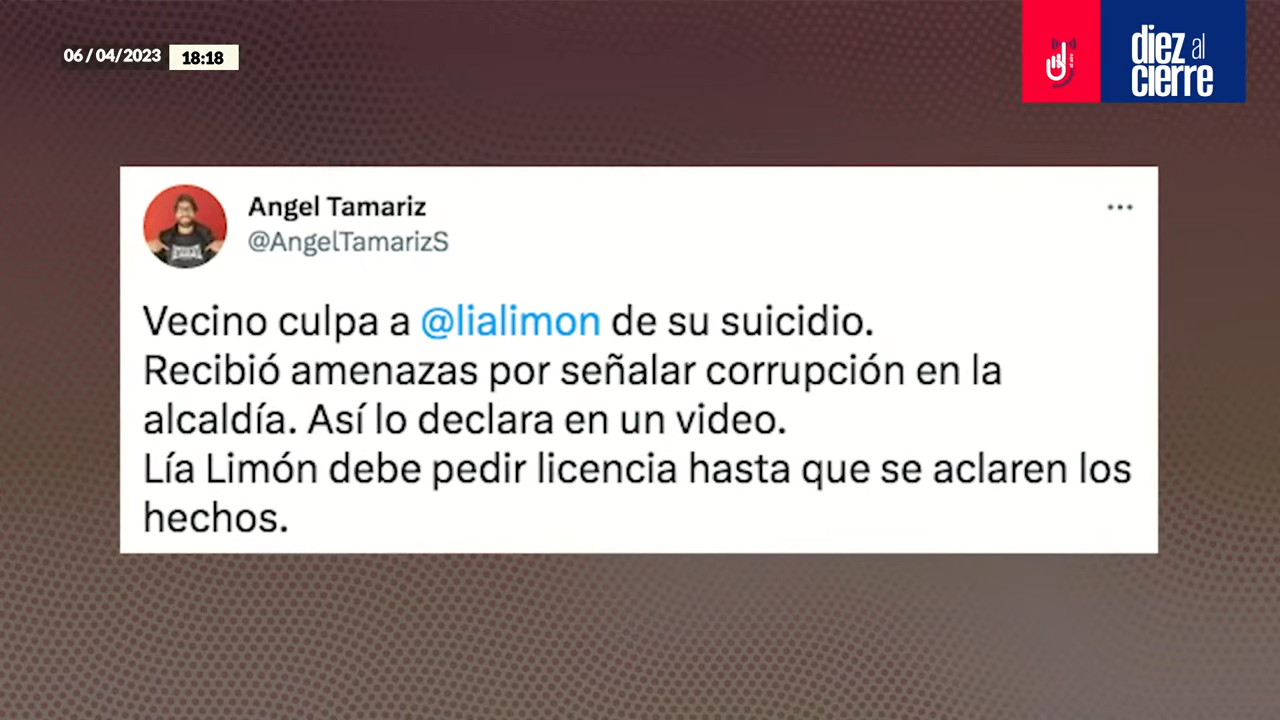 06/04/2023 18:18
diez al
cierre
Angel Tamariz
@AngelTamarizS
Vecino culpa a @lialimon de su suicidio.
Recibió amenazas por señalar corrupción en la
alcaldía. Así lo declara en un video.
Lía Limón debe pedir licencia hasta que se aclaren los
hechos.